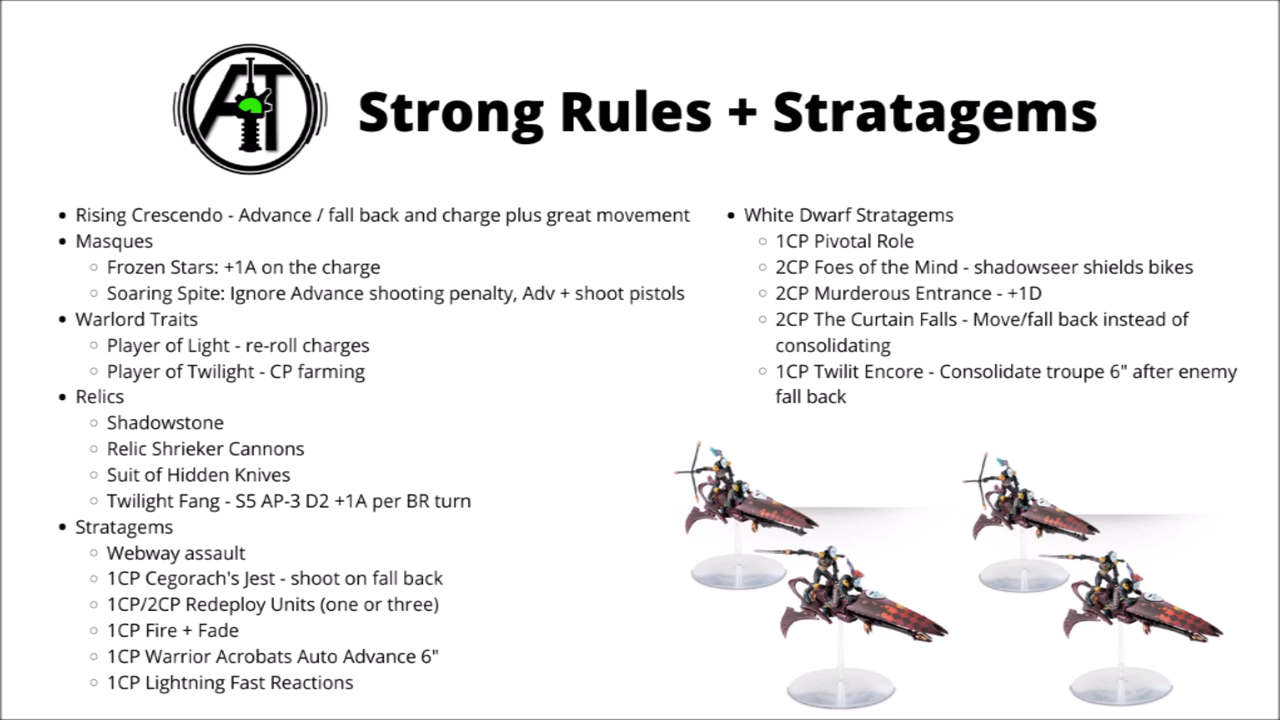 AT
Strong Rules + Stratagems
• Rising Crescendo - Advance / fall back and charge plus great movement
• Masques
◦ Frozen Stars: +1A on the charge
◦ Soaring Spite: Ignore Advance shooting penalty, Adv + shoot pistols
• Warlord Traits
◦ Player of Light - re-roll charges
◦ Player of Twilight - CP farming
• Relics
◦ Shadowstone
◦ Relic Shrieker Cannons
◦ Suit of Hidden Knives
◦ Twilight Fang - S5 AP-3 D2 +1A per BR turn
• Stratagems
◦ Webway assault
◦ 1CP Cegorach's Jest - shoot on fall back
◦ 1CP/2CP Redeploy Units (one or three)
◦ 1CP Fire + Fade
◦ 1CP Warrior Acrobats Auto Advance 6"
◦ 1CP Lightning Fast Reactions
• White Dwarf Stratagems
◦ 1CP Pivotal Role
◦ 2CP Foes of the Mind - shadowseer shields bikes
◦ 2CP Murderous Entrance - +1D
◦ 2CP The Curtain Falls - Move/fall back instead of
consolidating
◦ 1CP Twilit Encore - Consolidate troupe 6" after enemy
fall back